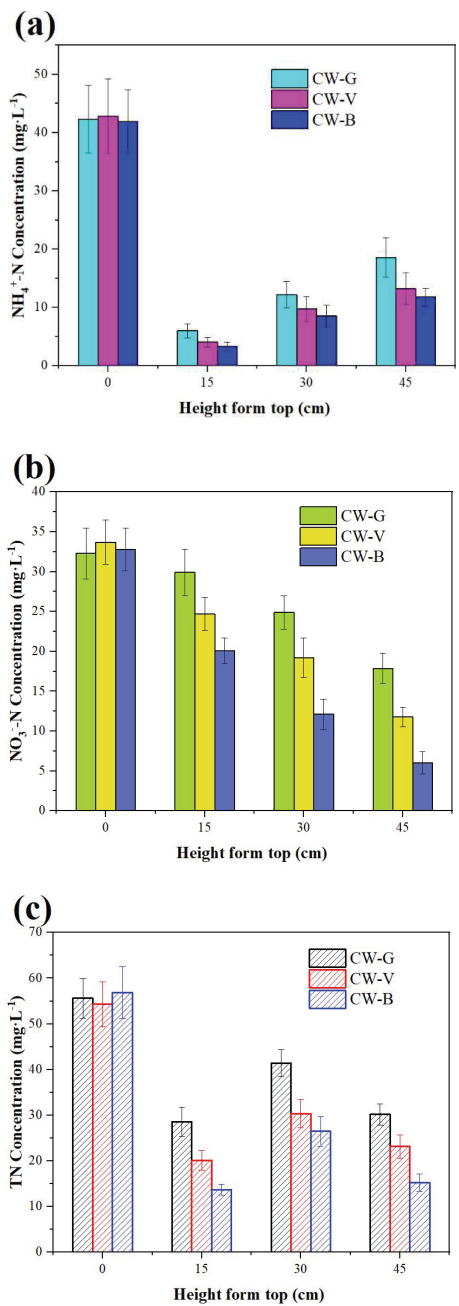 (a)
50
40
30
20
10
0
NH₄⁺-N Concentration (mg·L⁻¹)
CW-G
CW-V
CW-B
0 15 30 45
Height form top (cm)
(b)
40
35
30
25
20
15
10
5
0
NO₃⁻-N Concentration (mg·L⁻¹)
CW-G
CW-V
CW-B
0 15 30 45
Height form top (cm)
(c)
70
60
50
40
30
20
10
0
TN Concentration (mg·L⁻¹)
CW-G
CW-V
CW-B
0 15 30 45
Height form top (cm)